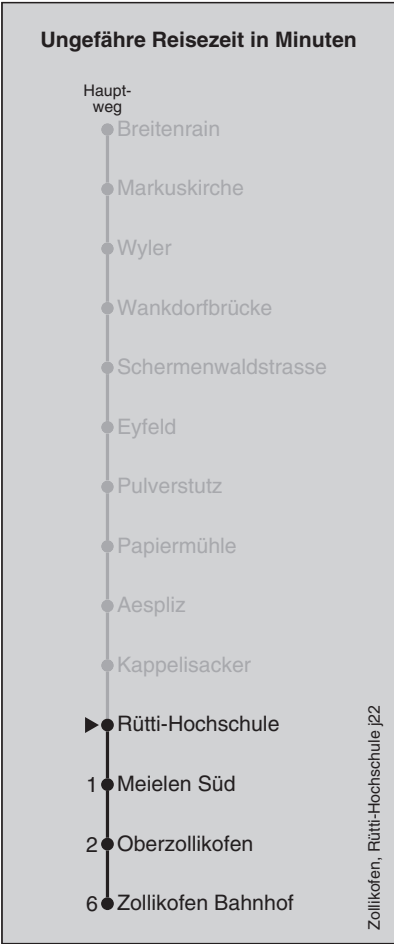 Ungefähre Reisezeit in Minuten
Haupt-
weg
Breitenrain
Markuskirche
Wyler
Wankdorfbrücke
Schermenwaldstrasse
Eyfeld
Pulverstutz
Papiermühle
Aespliz
Kappelisacker
Rütti-Hochschule
1 Meielen Süd
2 Oberzollikofen
6 Zollikofen Bahnhof
Zollikofen, Rütti-Hochschule j22